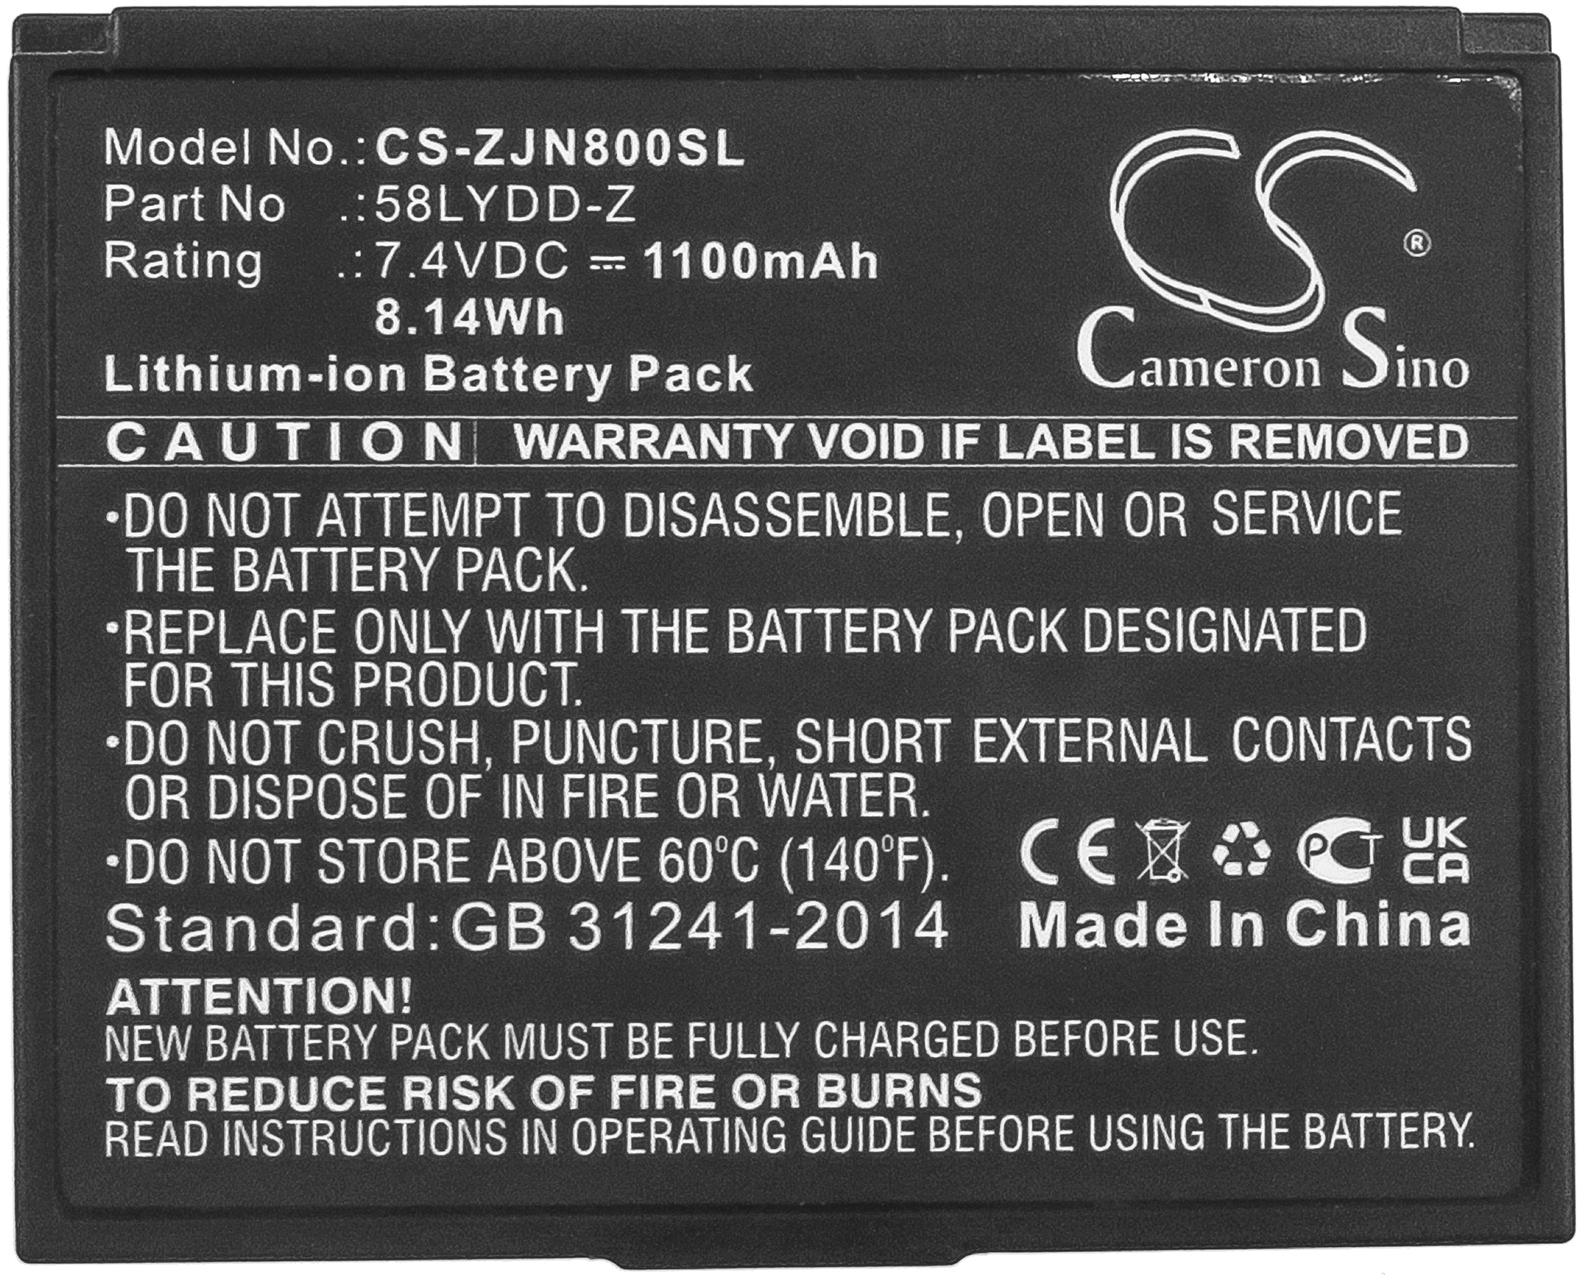 Model No.:CS-ZJN800SL
Part No .:58LYDD-Z
Rating .:7.4VDC ⎓ 1100mAh
8.14Wh
Lithium-ion Battery Pack
CS
®
Cameron Sino
CAUTION WARRANTY VOID IF LABEL IS REMOVED
•DO NOT ATTEMPT TO DISASSEMBLE, OPEN OR SERVICE
THE BATTERY PACK.
•REPLACE ONLY WITH THE BATTERY PACK DESIGNATED
FOR THIS PRODUCT.
•DO NOT CRUSH, PUNCTURE, SHORT EXTERNAL CONTACTS
OR DISPOSE OF IN FIRE OR WATER.
•DO NOT STORE ABOVE 60°C (140°F).
CE PCT UK
CA
Standard:GB 31241-2014 Made In China
ATTENTION!
NEW BATTERY PACK MUST BE FULLY CHARGED BEFORE USE.
TO REDUCE RISK OF FIRE OR BURNS
READ INSTRUCTIONS IN OPERATING GUIDE BEFORE USING THE BATTERY.